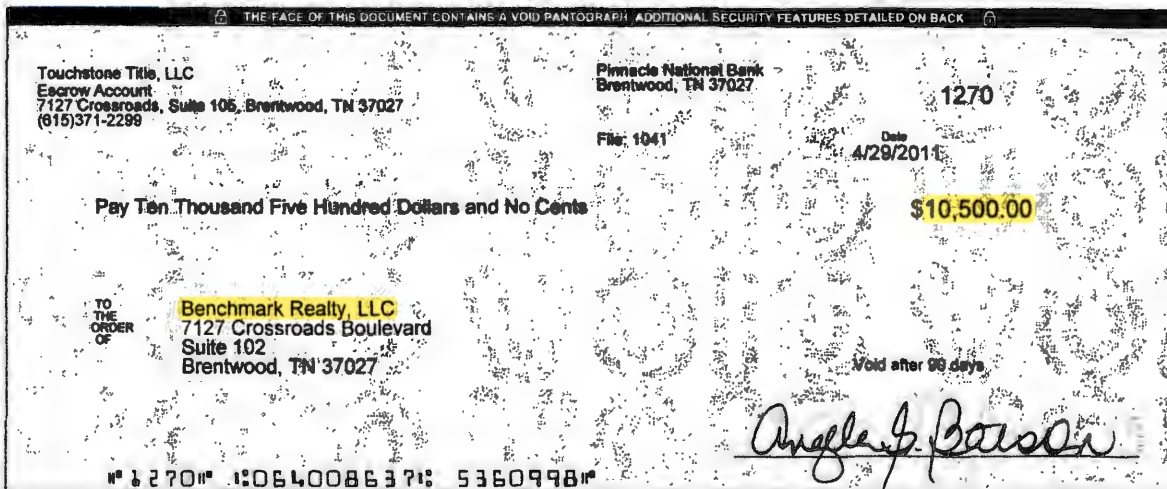 THE FACE OF THIS DOCUMENT CONTAINS A VOID PANTOGRAPH ADDITIONAL SECURITY FEATURES DETAILED ON BACK
Touchstone Title, LLC
Escrow Account
7127 Crossroads, Suite 105, Brentwood, TN 37027
(615)371-2299
Pinnacle National Bank
Brentwood, TN 37027
1270
File: 1041
Date
4/29/2011
Pay Ten Thousand Five Hundred Dollars and No Cents
$10,500.00
TO
THE
ORDER
OF
Benchmark Realty, LLC
7127 Crossroads Boulevard
Suite 102
Brentwood, TN 37027
Void after 90 days
Angela G. Batson
⑈1270⑈ ⑆064008637⑆ 5360998⑈